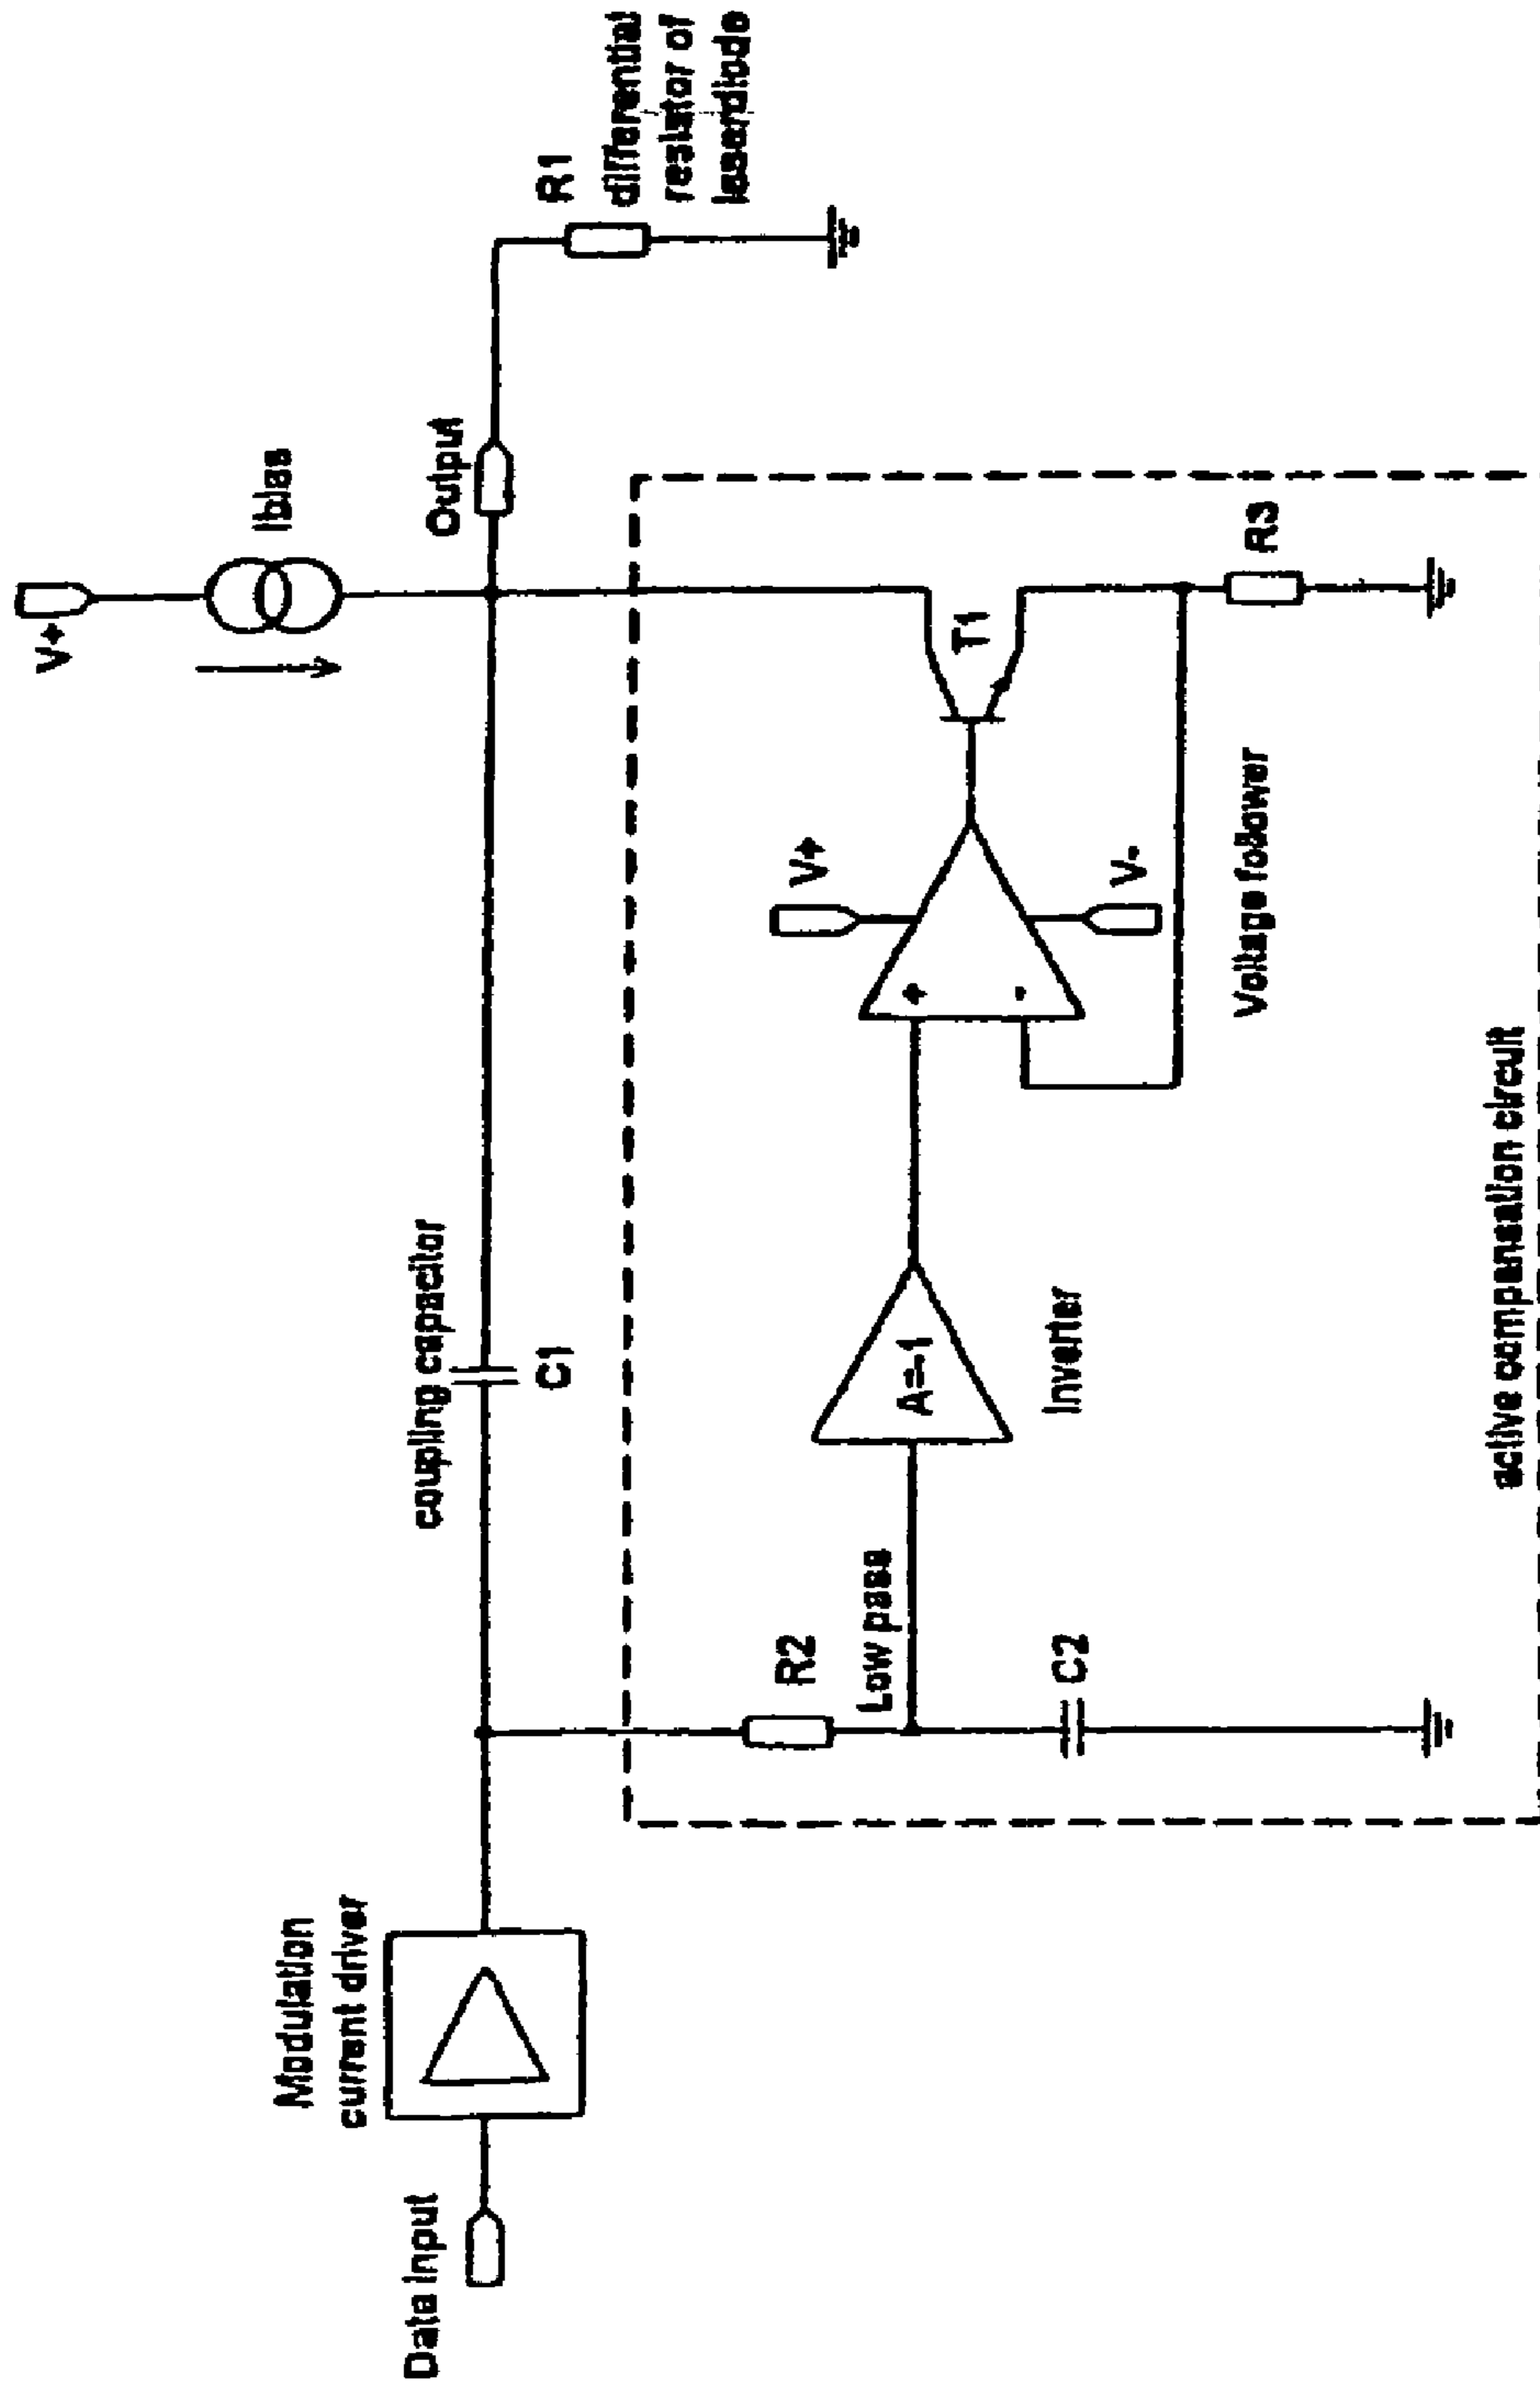 V+
Ibias
Modulation
current driver
Data Input
coupling capacitor
C1
Output
R1
differential
resistor of
laserdiode
R2
Low pass
C2
A=-1
Inverter
V+
+
-
V-
Voltage follower
T1
R3
active compensation circuit